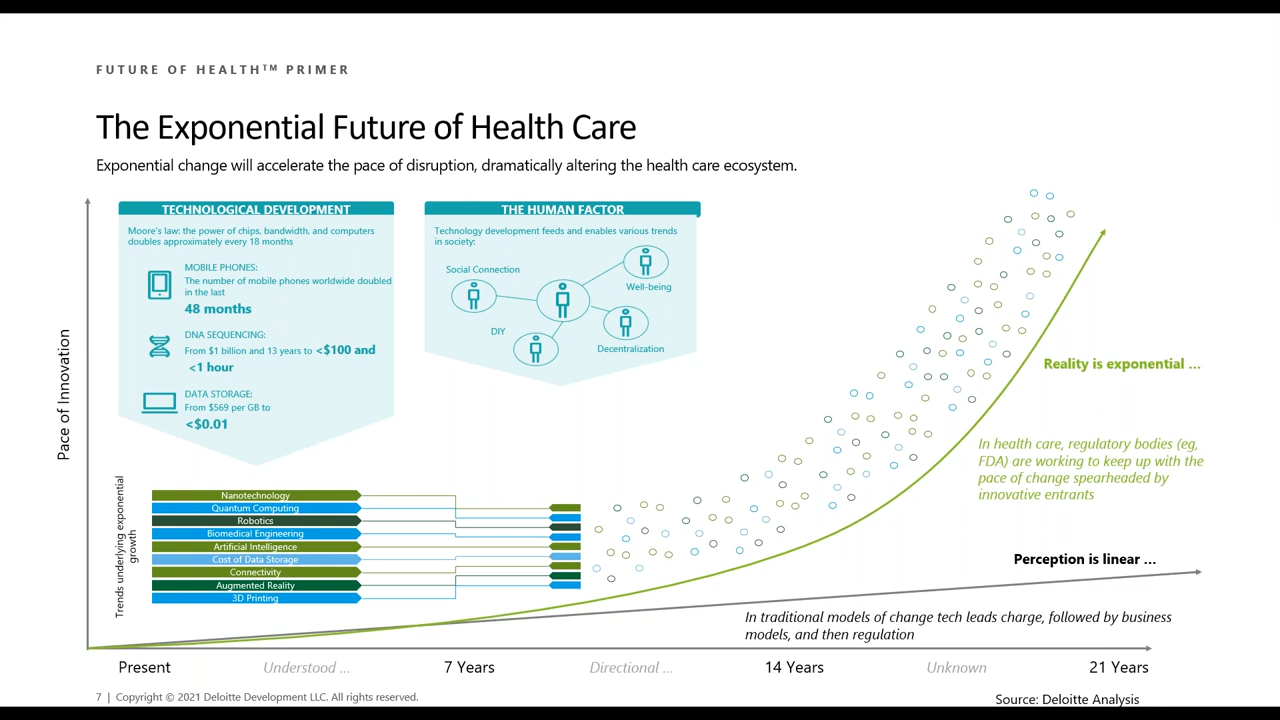 FUTURE OF HEALTH™ PRIMER
The Exponential Future of Health Care
Exponential change will accelerate the pace of disruption, dramatically altering the health care ecosystem.
TECHNOLOGICAL DEVELOPMENT
Moore's law: the power of chips, bandwidth, and computers
doubles approximately every 18 months
MOBILE PHONES:
The number of mobile phones worldwide doubled
in the last
48 months
DNA SEQUENCING:
From $1 billion and 13 years to <$100 and
<1 hour
DATA STORAGE:
From $569 per GB to
<$0.01
THE HUMAN FACTOR
Technology development feeds and enables various trends
in society:
Social Connection
Well-being
DIY
Decentralization
Pace of Innovation
Reality is exponential ...
In health care, regulatory bodies (eg,
FDA) are working to keep up with the
pace of change spearheaded by
innovative entrants
Trends underlying exponential
growth
Nanotechnology
Quantum Computing
Robotics
Biomedical Engineering
Artificial Intelligence
Cost of Data Storage
Connectivity
Augmented Reality
3D Printing
Perception is linear ...
In traditional models of change tech leads charge, followed by business
models, and then regulation
Present
Understood ...
7 Years
Directional ...
14 Years
Unknown
21 Years
7 | Copyright © 2021 Deloitte Development LLC. All rights reserved.
Source: Deloitte Analysis